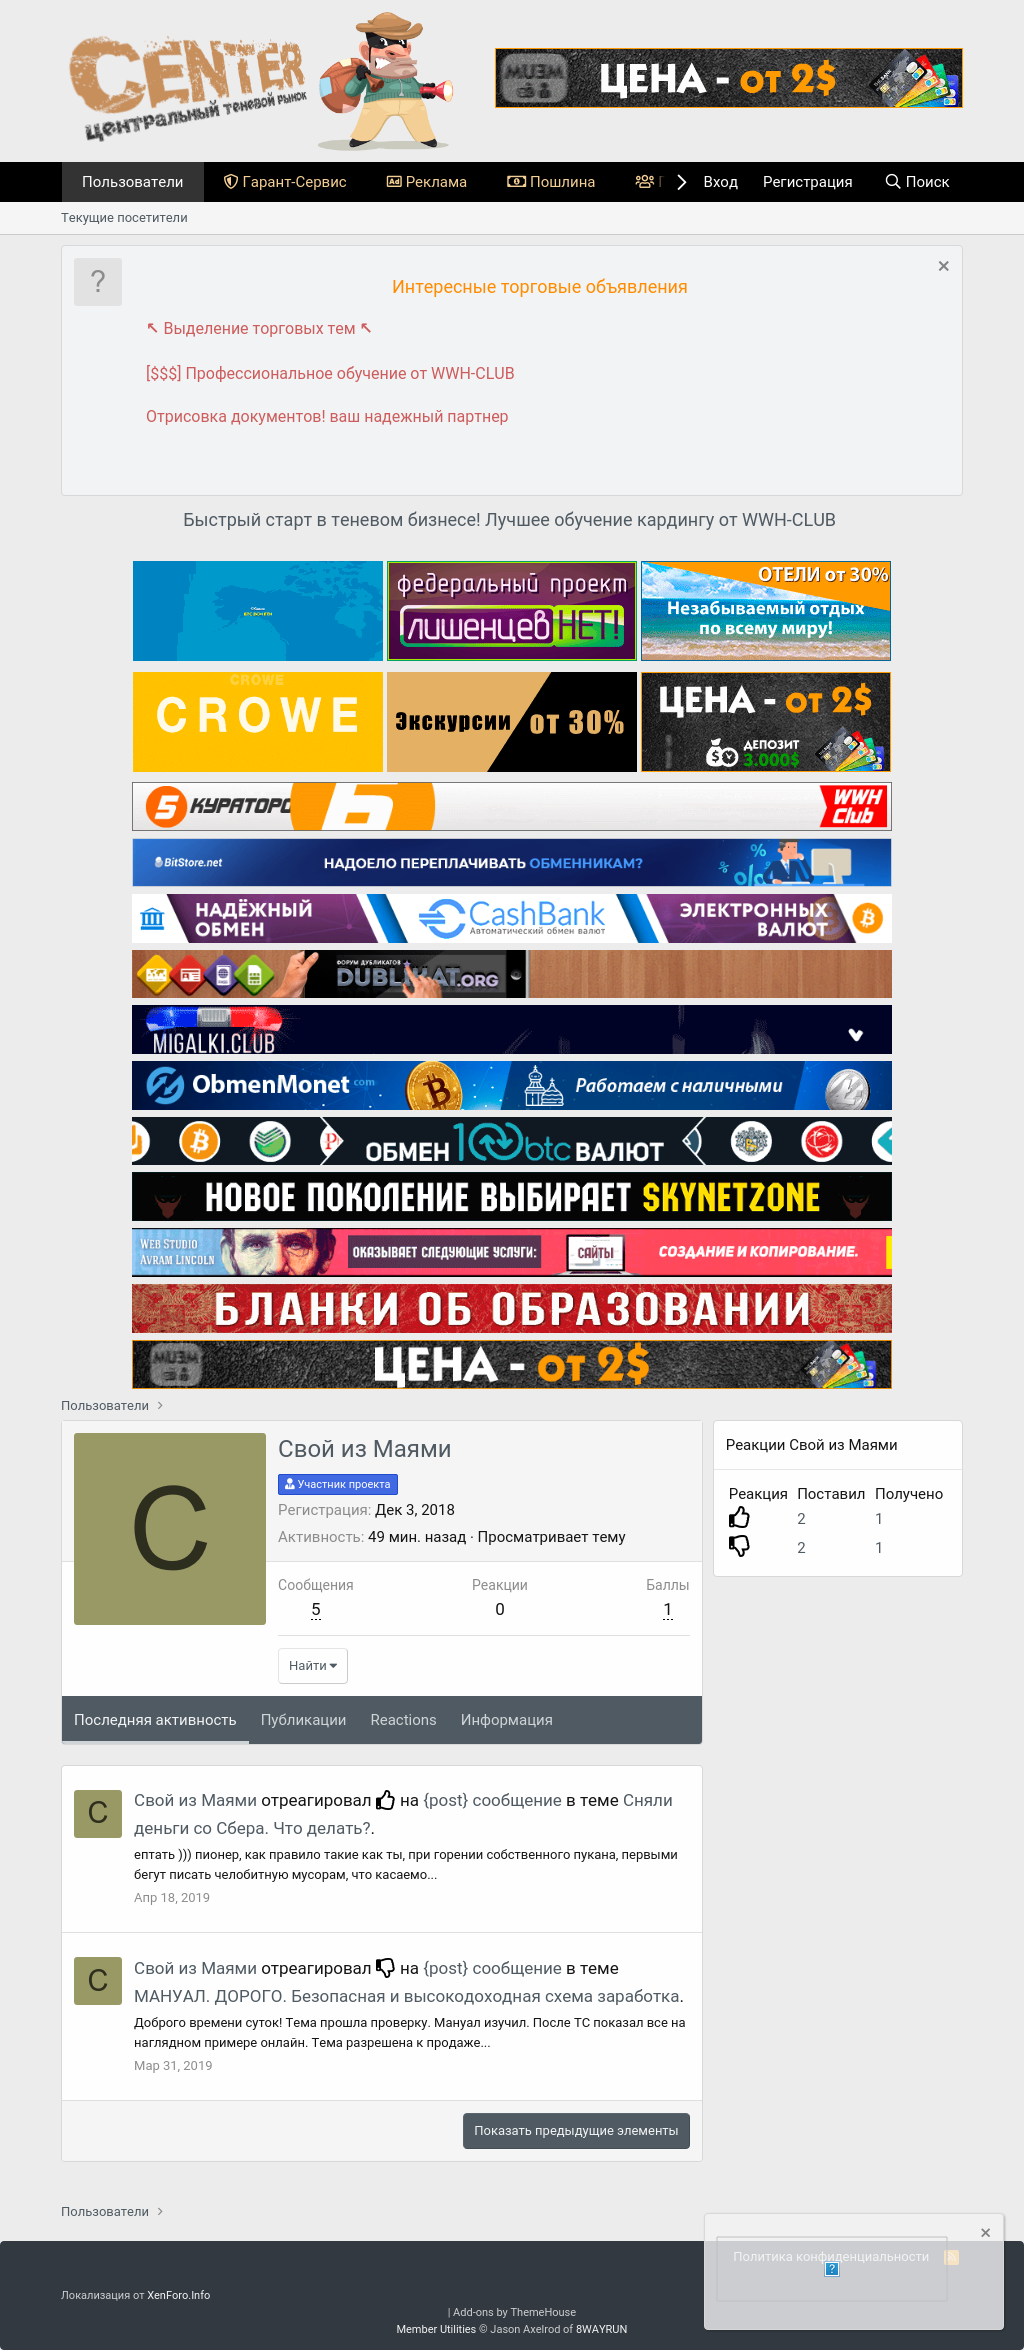 CENTER
центральный теневой рынок
ЦЕНА - от 2$
Пользователи
Гарант-Сервис
Реклама
Пошлина
Вход
Регистрация
Поиск
Текущие посетители
?
Интересные торговые объявления
Выделение торговых тем
[$$$] Профессиональное обучение от WWH-CLUB
Отрисовка документов! ваш надежный партнер
Быстрый старт в теневом бизнесе! Лучшее обучение кардингу от WWH-CLUB
федеральный проект
лишенцев НЕТ!
ОТЕЛИ от 30%
Незабываемый отдых
по всему миру!
CROWE
CROWE
Экскурсии от 30%
ЦЕНА - от 2$
ДЕПОЗИТ
3.000$
5 КУРАТОРО
6
WWH
Club
BitStore.net
НАДОЕЛО ПЕРЕПЛАЧИВАТЬ ОБМЕННИКАМ?
НАДЁЖНЫЙ
ОБМЕН
CashBank
Автоматический обмен валют
ЭЛЕКТРОННЫХ
ВАЛЮТ
ФОРУМ ДУБЛИКАТОВ
DUBLIKAT.ORG
MIGALKI.CLUB
ObmenMonet com
Работаем с наличными
ОБМЕН 100btc ВАЛЮТ
НОВОЕ ПОКОЛЕНИЕ ВЫБИРАЕТ SKYNETZONE
WEB STUDIO
AVRAM LINCOLN
ОКАЗЫВАЕТ СЛЕДУЮЩИЕ УСЛУГИ:
САЙТЫ
СОЗДАНИЕ И КОПИРОВАНИЕ.
БЛАНКИ ОБ ОБРАЗОВАНИИ
ЦЕНА - от 2$
Пользователи
С
Свой из Маями
Участник проекта
Регистрация: Дек 3, 2018
Активность: 49 мин. назад · Просматривает тему
Сообщения Реакции Баллы
5 0 1
Найти
Последняя активность Публикации Reactions Информация
Реакции Свой из Маями
Реакция Поставил Получено
2 1
2 1
С
Свой из Маями отреагировал на {post} сообщение в теме Сняли
деньги со Сбера. Что делать?.
ептать ))) пионер, как правило такие как ты, при горении собственного пукана, первыми
бегут писать челобитную мусорам, что касаемо...
Апр 18, 2019
С
Свой из Маями отреагировал на {post} сообщение в теме
МАНУАЛ. ДОРОГО. Безопасная и высокодоходная схема заработка.
Доброго времени суток! Тема прошла проверку. Мануал изучил. После ТС показал все на
наглядном примере онлайн. Тема разрешена к продаже...
Мар 31, 2019
Показать предыдущие элементы
Пользователи
Политика конфиденциальности
?
Локализация от XenForo.Info
| Add-ons by ThemeHouse
Member Utilities © Jason Axelrod of 8WAYRUN